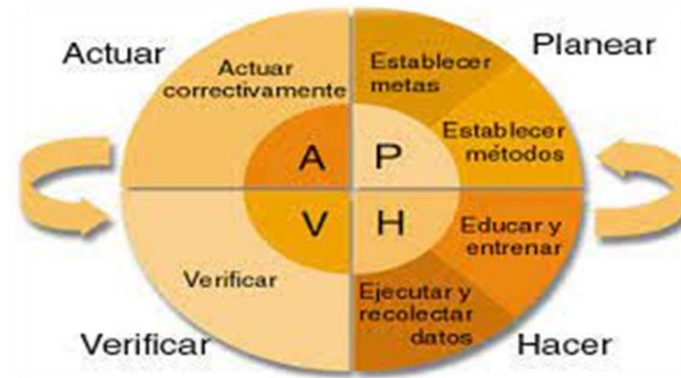 Actuar
Planear
Actuar
correctivamente
Establecer
metas
Establecer
métodos
A
P
V
H
Educar y
entrenar
Verificar
Ejecutar y
recolectar
datos
Verificar
Hacer